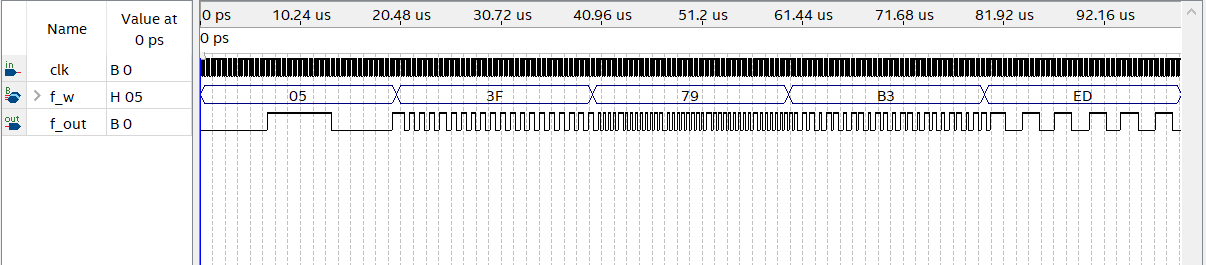 Name
Value at
0 ps
0 ps 10.24 us 20.48 us 30.72 us 40.96 us 51.2 us 61.44 us 71.68 us 81.92 us 92.16 us
0 ps
in clk B 0
B f_w H 05 05 3F 79 B3 ED
out f_out B 0